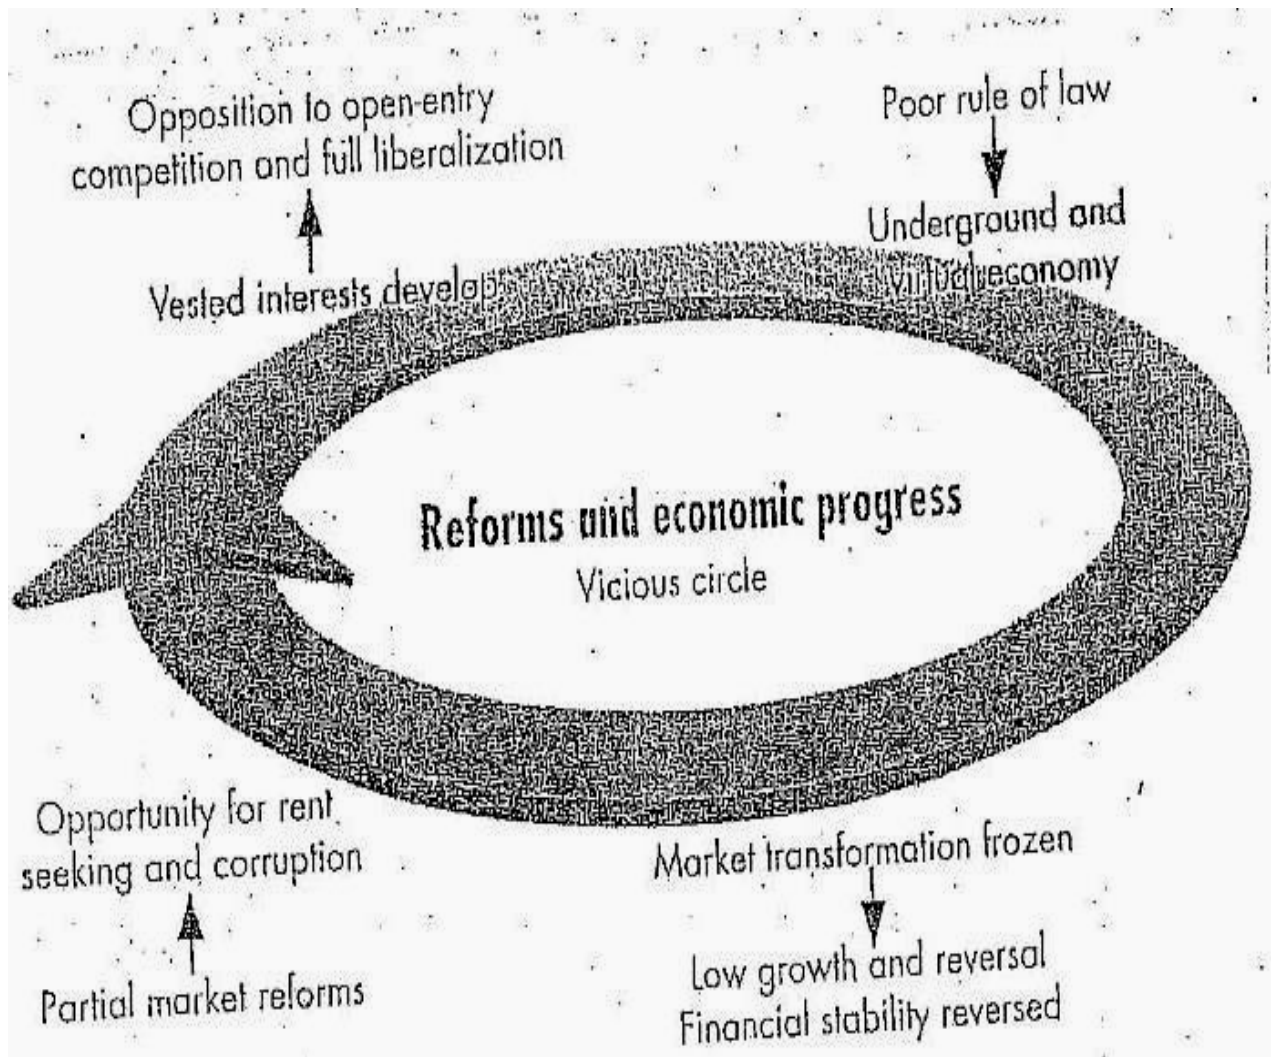 Opposition to open-entry
competition and full liberalization
Vested interests develop
Poor rule of law
Underground and
virtual economy
Reforms and economic progress
Vicious circle
Opportunity for rent
seeking and corruption
Partial market reforms
Market transformation frozen
Low growth and reversal
Financial stability reversed